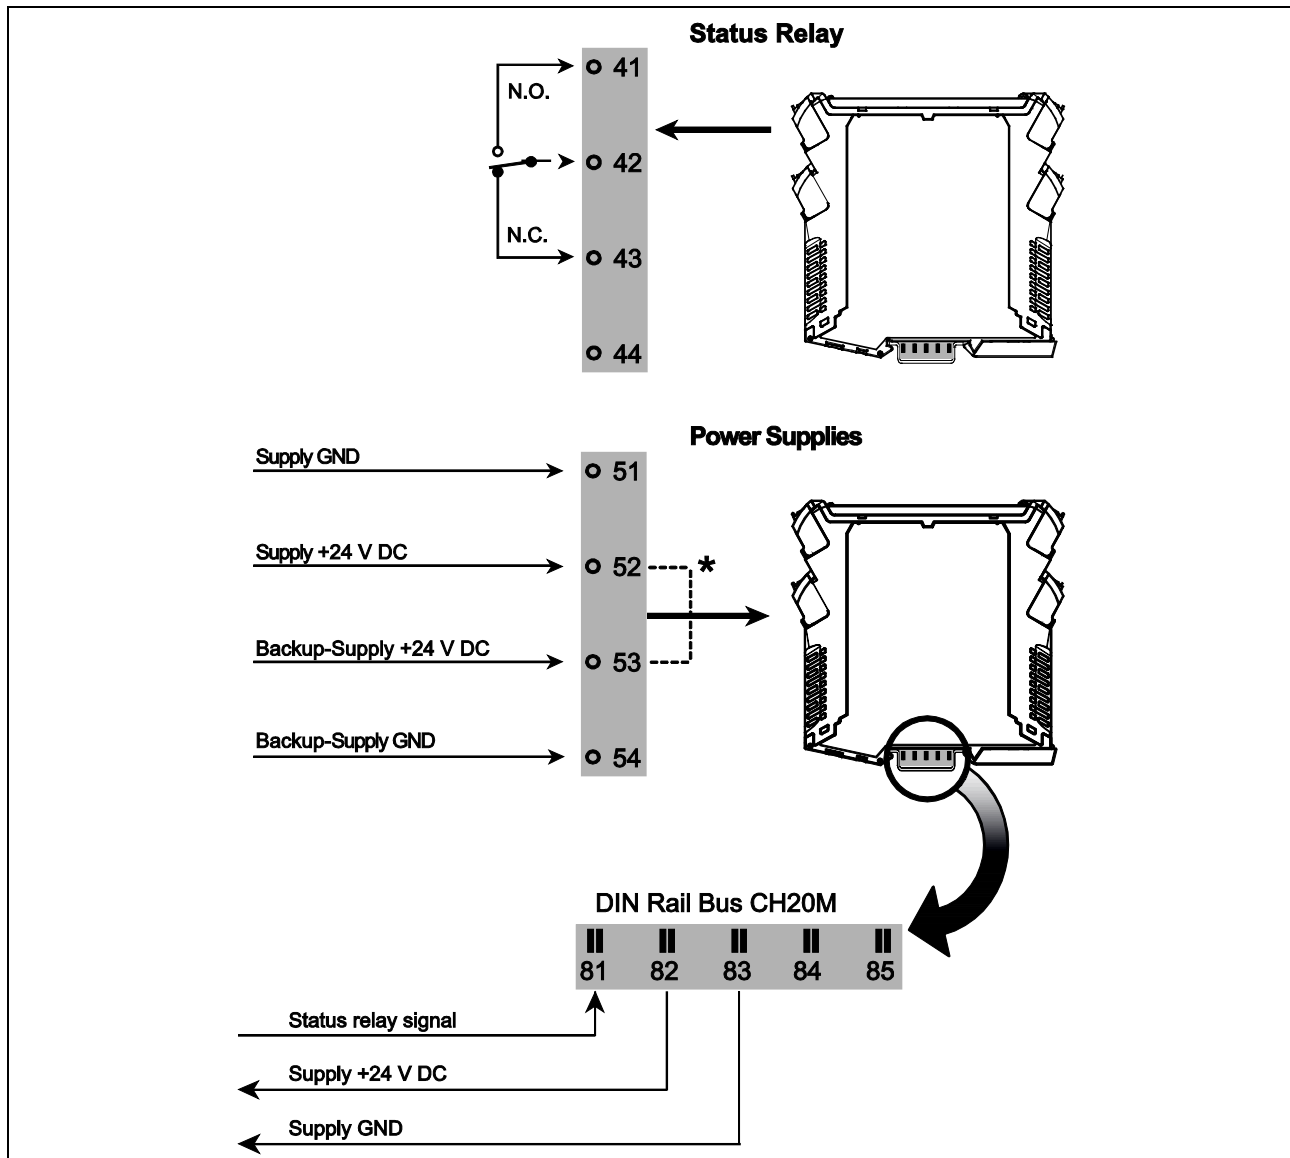 Status Relay
41
N.O.
42
N.C.
43
44
Power Supplies
Supply GND
51
Supply +24 V DC
52
*
Backup-Supply +24 V DC
53
Backup-Supply GND
54
DIN Rail Bus CH20M
81 82 83 84 85
Status relay signal
Supply +24 V DC
Supply GND